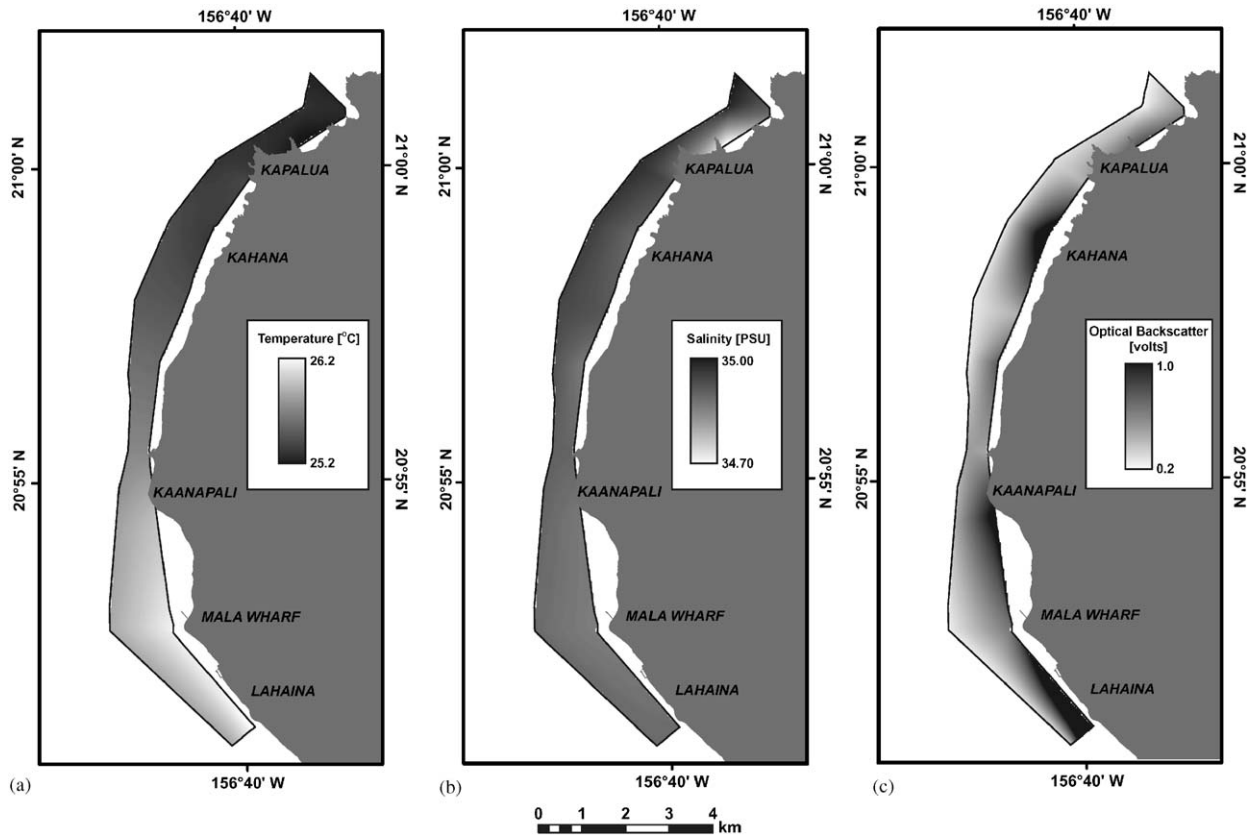 156°40' W
156°40' W
156°40' W
21°00' N
21°00' N
KAPALUA
KAHANA
Temperature [°C]
26.2
25.2
20°55' N
20°55' N
KAANAPALI
MALA WHARF
LAHAINA
156°40' W
(a)
21°00' N
21°00' N
KAPALUA
KAHANA
Salinity [PSU]
35.00
34.70
20°55' N
20°55' N
KAANAPALI
MALA WHARF
LAHAINA
156°40' W
(b)
21°00' N
21°00' N
KAPALUA
KAHANA
Optical Backscatter
[volts]
1.0
0.2
20°55' N
20°55' N
KAANAPALI
MALA WHARF
LAHAINA
156°40' W
(c)
0 1 2 3 4
km